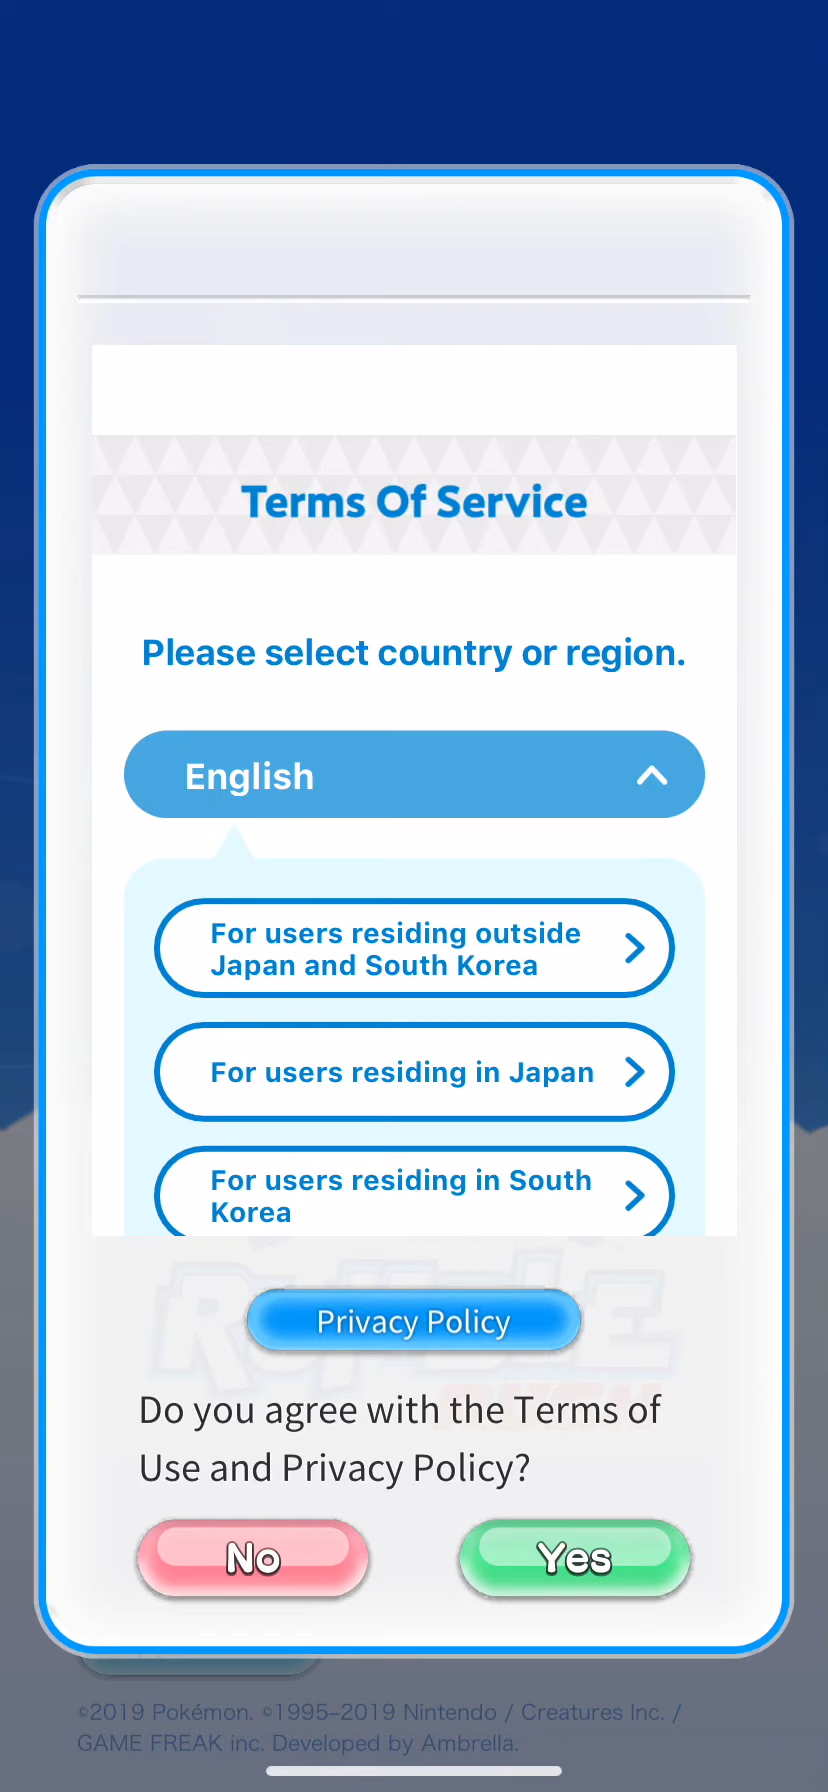 Terms Of Service
Please select country or region.
English
For users residing outside
Japan and South Korea
For users residing in Japan
For users residing in South
Korea
RUMBLE
RUSH
Privacy Policy
Do you agree with the Terms of
Use and Privacy Policy?
No
Yes
©2019 Pokémon. ©1995–2019 Nintendo / Creatures Inc. /
GAME FREAK inc. Developed by Ambrella.